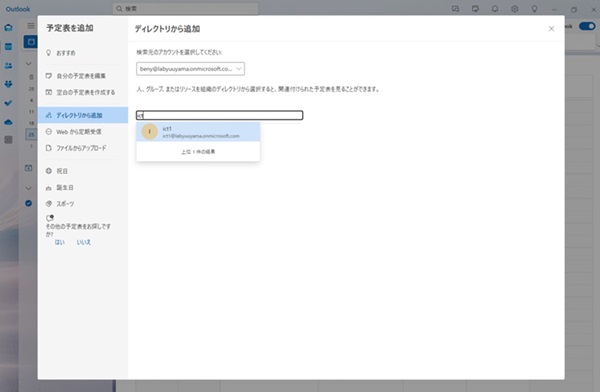 Outlook
検索
予定表を追加
おすすめ
自分の予定表を編集
空白の予定表を作成する
ディレクトリから追加
Web から定期受信
ファイルからアップロード
祝日
誕生日
スポーツ
その他の予定表をお探しです
か?
はい いいえ
ディレクトリから追加
検索元のアカウントを選択してください:
beny@labyuuyama.onmicrosoft.co...
人、グループ、またはリソースを組織のディレクトリから選択すると、関連付けられた予定表を見ることができます。
ict1
I
ict1
ict1@labyuuyama.onmicrosoft.com
上位 1 件の結果